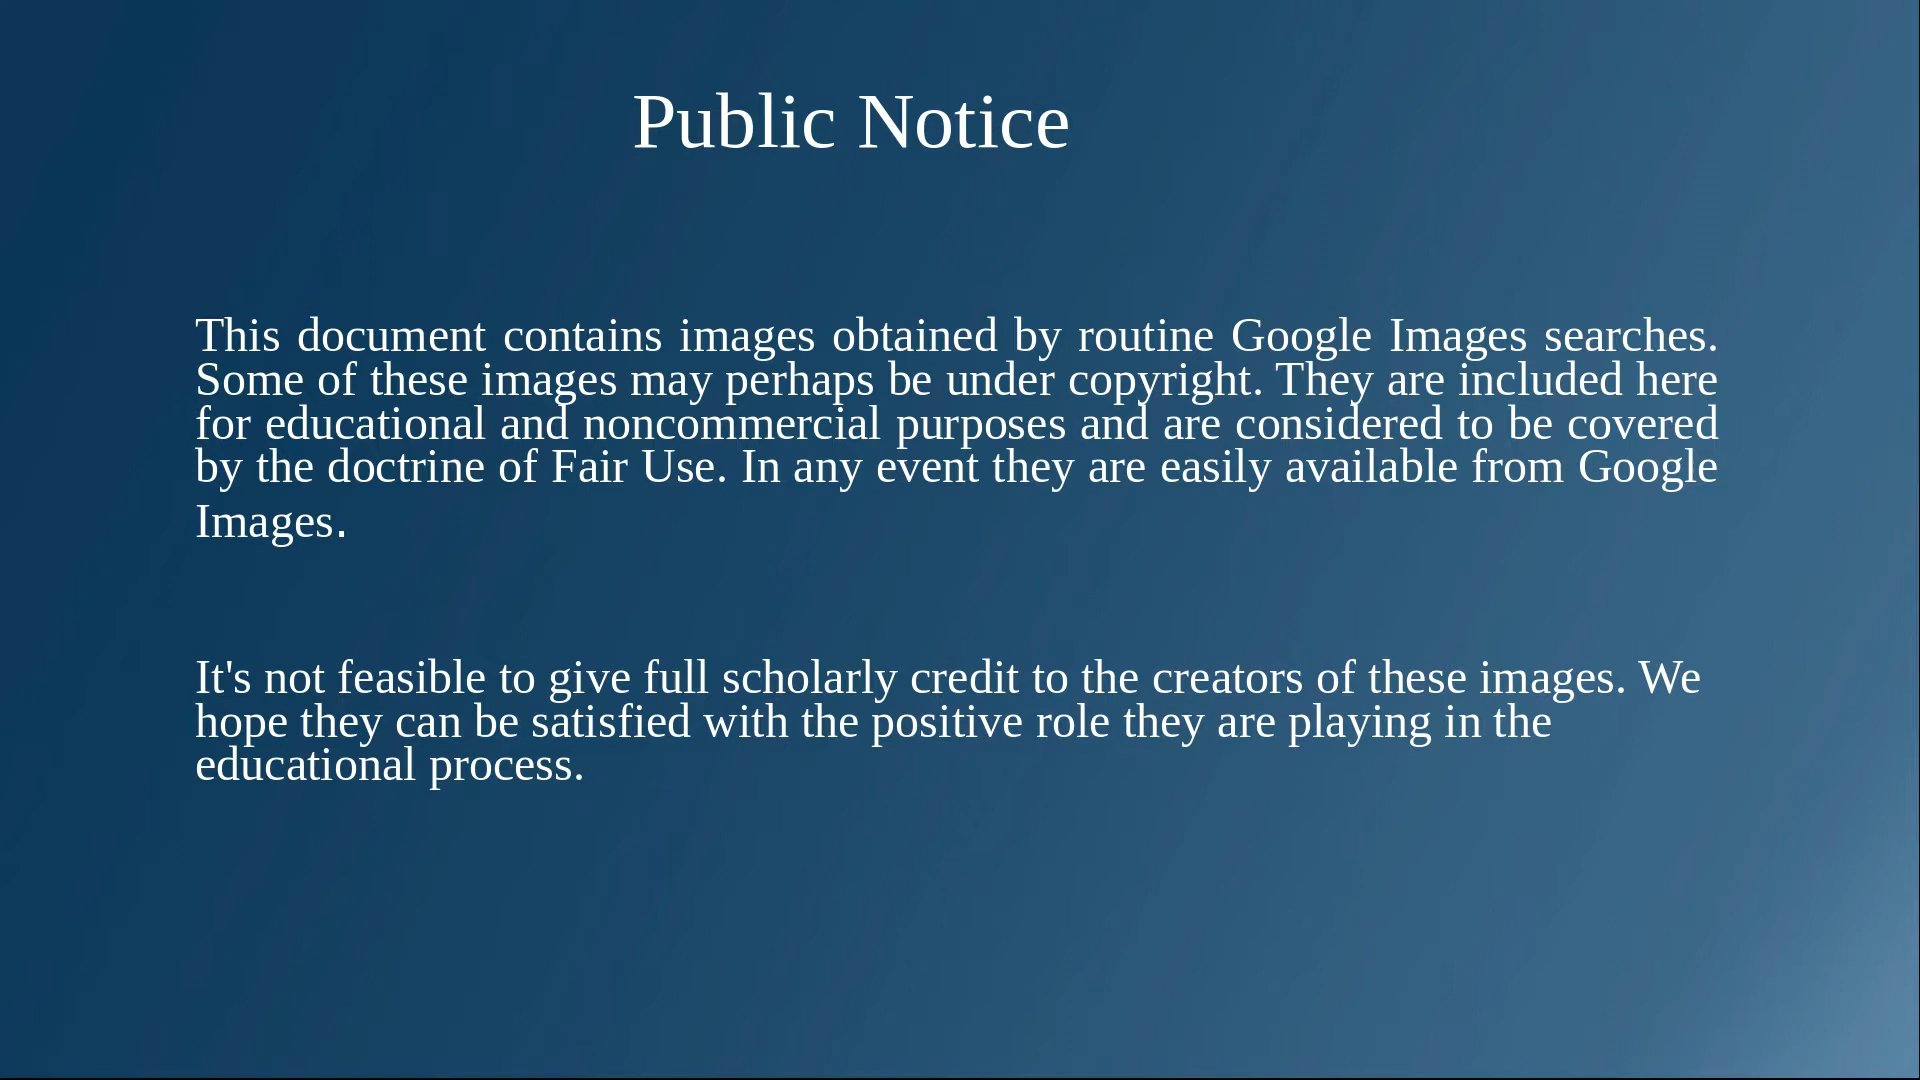 Public Notice
This document contains images obtained by routine Google Images searches.
Some of these images may perhaps be under copyright. They are included here
for educational and noncommercial purposes and are considered to be covered
by the doctrine of Fair Use. In any event they are easily available from Google
Images.
It's not feasible to give full scholarly credit to the creators of these images. We
hope they can be satisfied with the positive role they are playing in the
educational process.